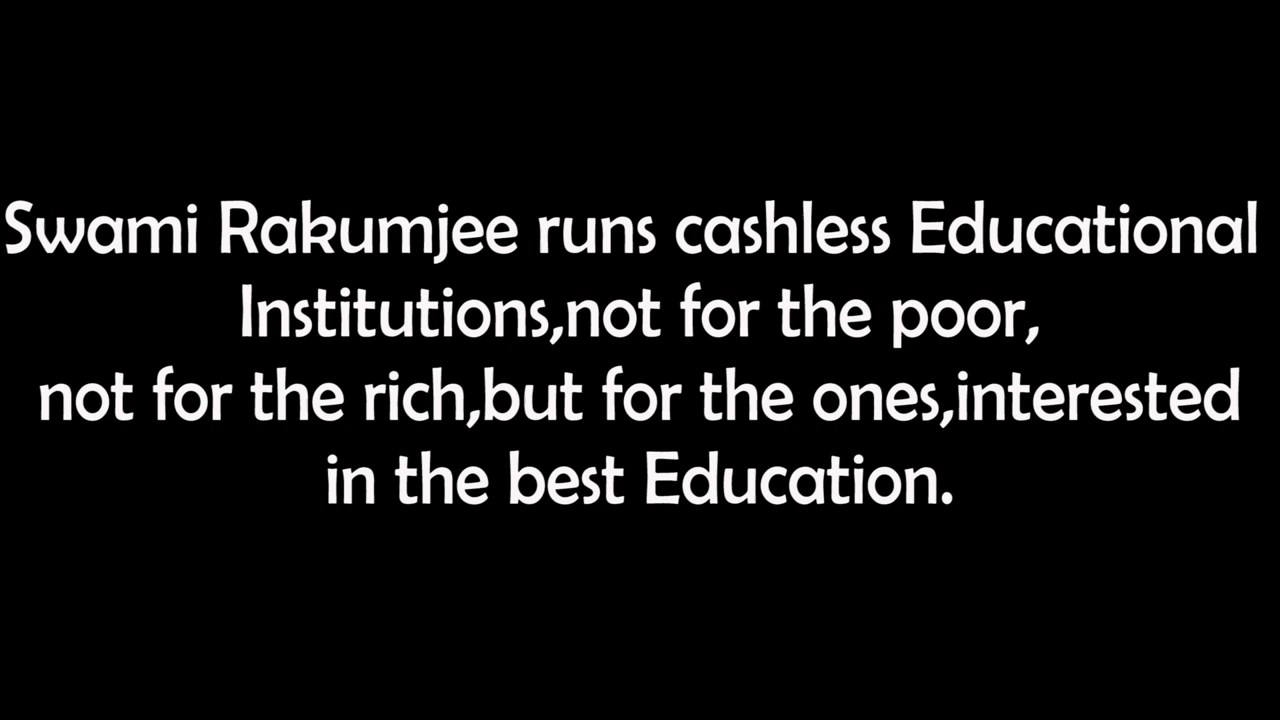 Swami Rakumjee runs cashless Educational
Institutions,not for the poor,
not for the rich,but for the ones,interested
in the best Education.